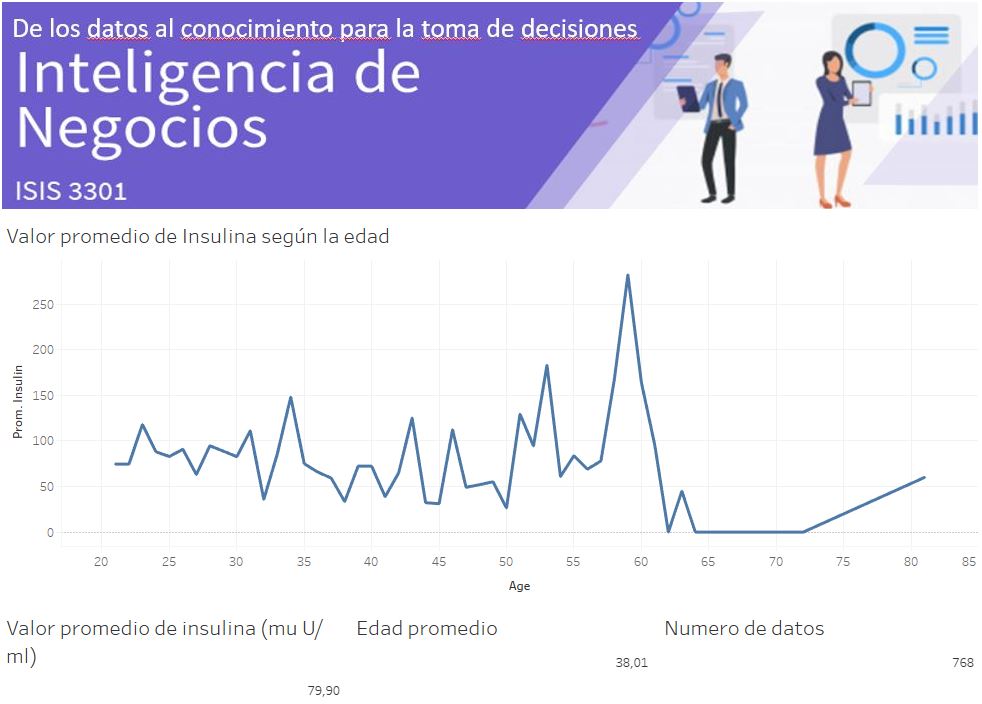 De los datos al conocimiento para la toma de decisiones
Inteligencia de
Negocios
ISIS 3301
Valor promedio de Insulina según la edad
250
200
150
100
50
0
Prom. Insulin
20 25 30 35 40 45 50 55 60 65 70 75 80 85
Age
Valor promedio de insulina (mu U/
ml)
79,90
Edad promedio
38,01
Numero de datos
768